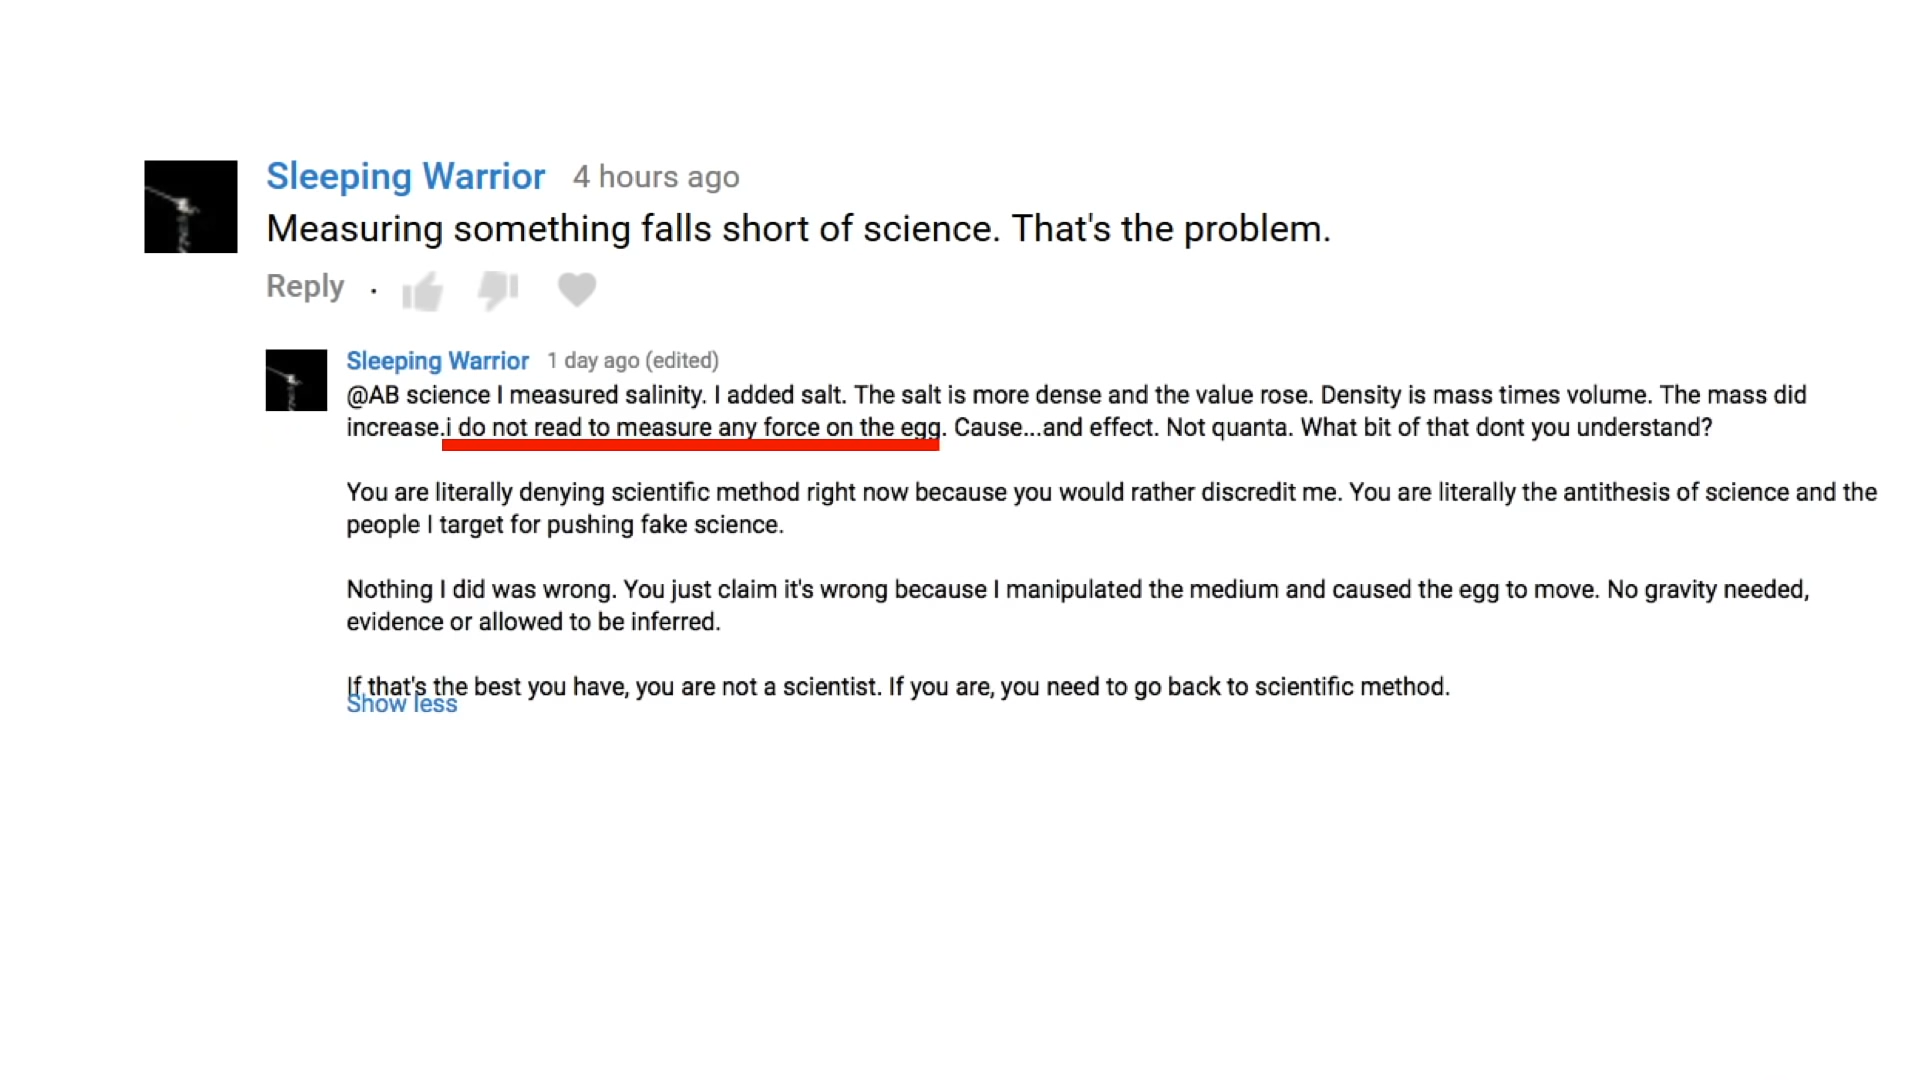 Sleeping Warrior 4 hours ago
Measuring something falls short of science. That's the problem.
Reply .
Sleeping Warrior 1 day ago (edited)
@AB science I measured salinity. I added salt. The salt is more dense and the value rose. Density is mass times volume. The mass did
increase.i do not read to measure any force on the egg. Cause...and effect. Not quanta. What bit of that dont you understand?
You are literally denying scientific method right now because you would rather discredit me. You are literally the antithesis of science and the
people I target for pushing fake science.
Nothing I did was wrong. You just claim it's wrong because I manipulated the medium and caused the egg to move. No gravity needed,
evidence or allowed to be inferred.
If that's the best you have, you are not a scientist. If you are, you need to go back to scientific method.
Show less